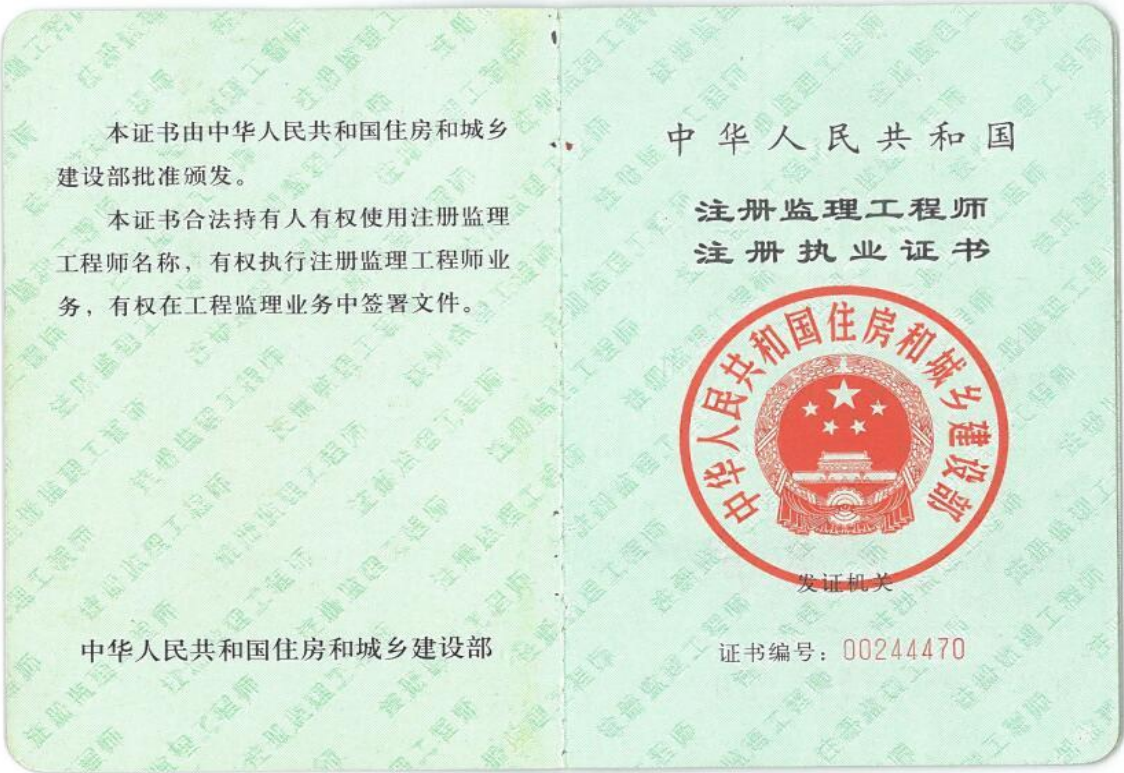 本证书由中华人民共和国住房和城乡
建设部批准颁发。
本证书合法持有人有权使用注册监理
工程师名称，有权执行注册监理工程师业
务，有权在工程监理业务中签署文件。
中华人民共和国住房和城乡建设部
中华人民共和国
注册监理工程师
注册执业证书
中华人民共和国住房和城乡建设部
发证机关
证书编号：00244470